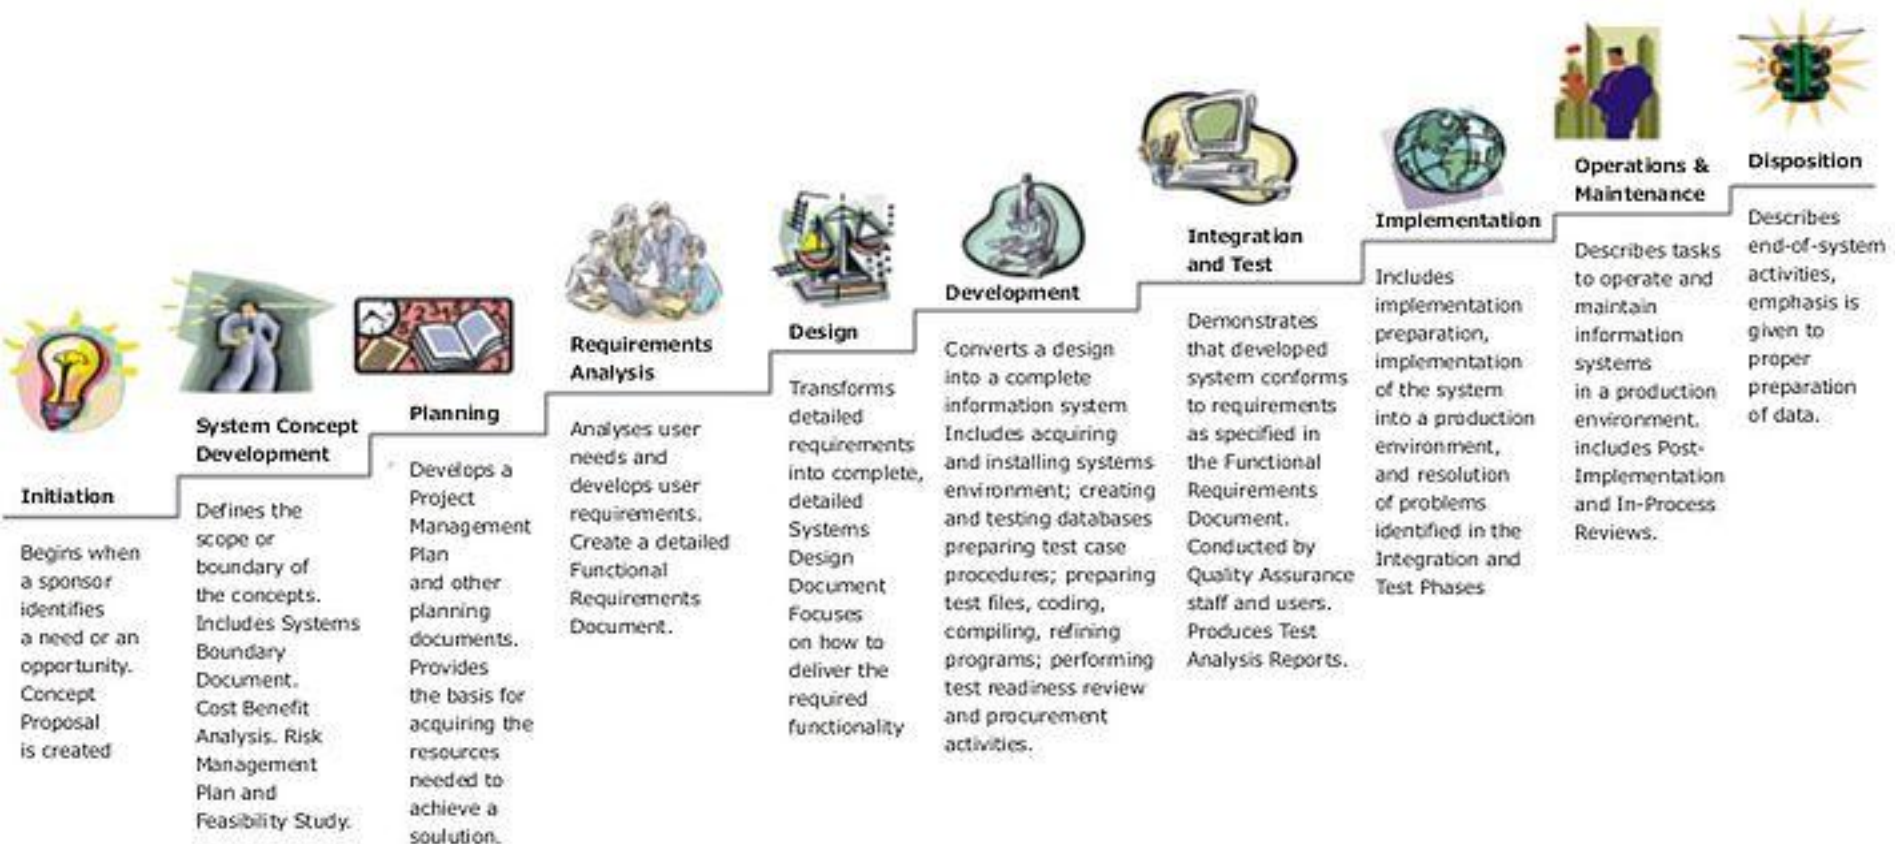 Initiation
Begins when
a sponsor
identifies
a need or an
opportunity.
Concept
Proposal
is created
System Concept
Development
Defines the
scope or
boundary of
the concepts.
Includes Systems
Boundary
Document.
Cost Benefit
Analysis. Risk
Management
Plan and
Feasibility Study.
Planning
Develops a
Project
Management
Plan
and other
planning
documents.
Provides
the basis for
acquiring the
resources
needed to
achieve a
soulution.
Requirements
Analysis
Analyses user
needs and
develops user
requirements.
Create a detailed
Functional
Requirements
Document.
Design
Transforms
detailed
requirements
into complete,
detailed
Systems
Design
Document
Focuses
on how to
deliver the
required
functionality
Development
Converts a design
into a complete
information system
Includes acquiring
and installing systems
environment; creating
and testing databases
preparing test case
procedures; preparing
test files, coding,
compiling, refining
programs; performing
test readiness review
and procurement
activities.
Integration
and Test
Demonstrates
that developed
system conforms
to requirements
as specified in
the Functional
Requirements
Document.
Conducted by
Quality Assurance
staff and users.
Produces Test
Analysis Reports.
Implementation
Includes
implementation
preparation,
implementation
of the system
into a production
environment,
and resolution
of problems
identified in the
Integration and
Test Phases
Operations &
Maintenance
Describes tasks
to operate and
maintain
information
systems
in a production
environment.
includes Post-
Implementation
and In-Process
Reviews.
Disposition
Describes
end-of-system
activities,
emphasis is
given to
proper
preparation
of data.